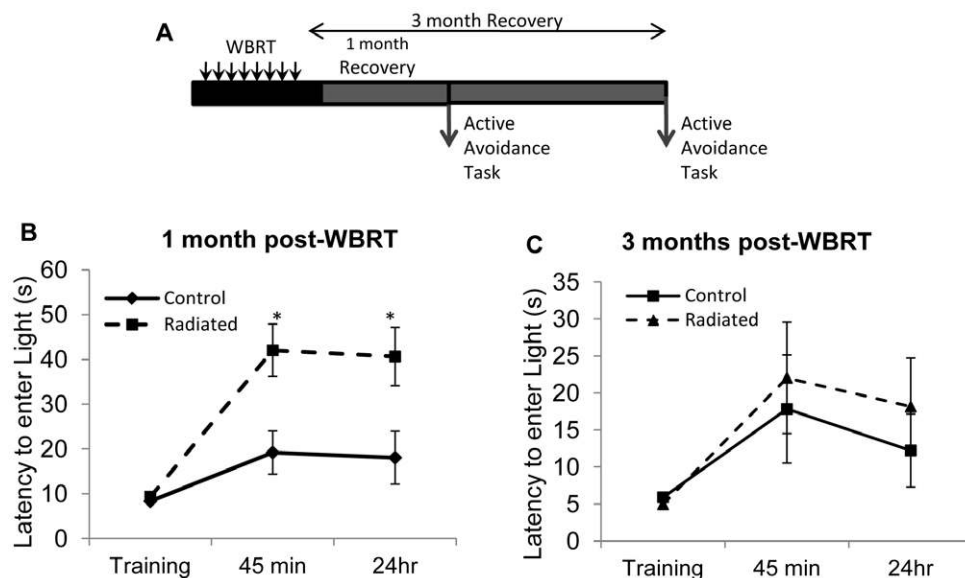 A
3 month Recovery
WBRT
1 month
Recovery
Active
Avoidance
Task
Active
Avoidance
Task
B
1 month post-WBRT
Latency to enter Light (s)
60
50
40
30
20
10
0
Control
Radiated
*
*
Training
45 min
24hr
C
3 months post-WBRT
Latency to enter Light (s)
35
30
25
20
15
10
5
0
Control
Radiated
Training
45 min
24hr